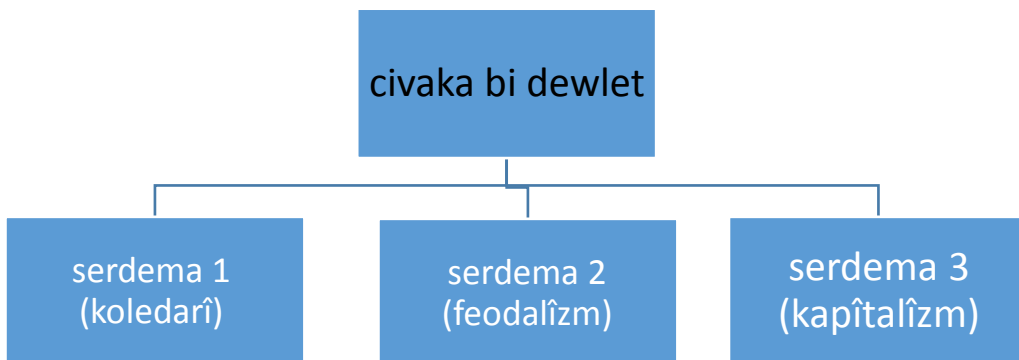 civaka bi dewlet
serdema 1
(koledarî)
serdema 2
(feodalîzm)
serdema 3
(kapîtalîzm)